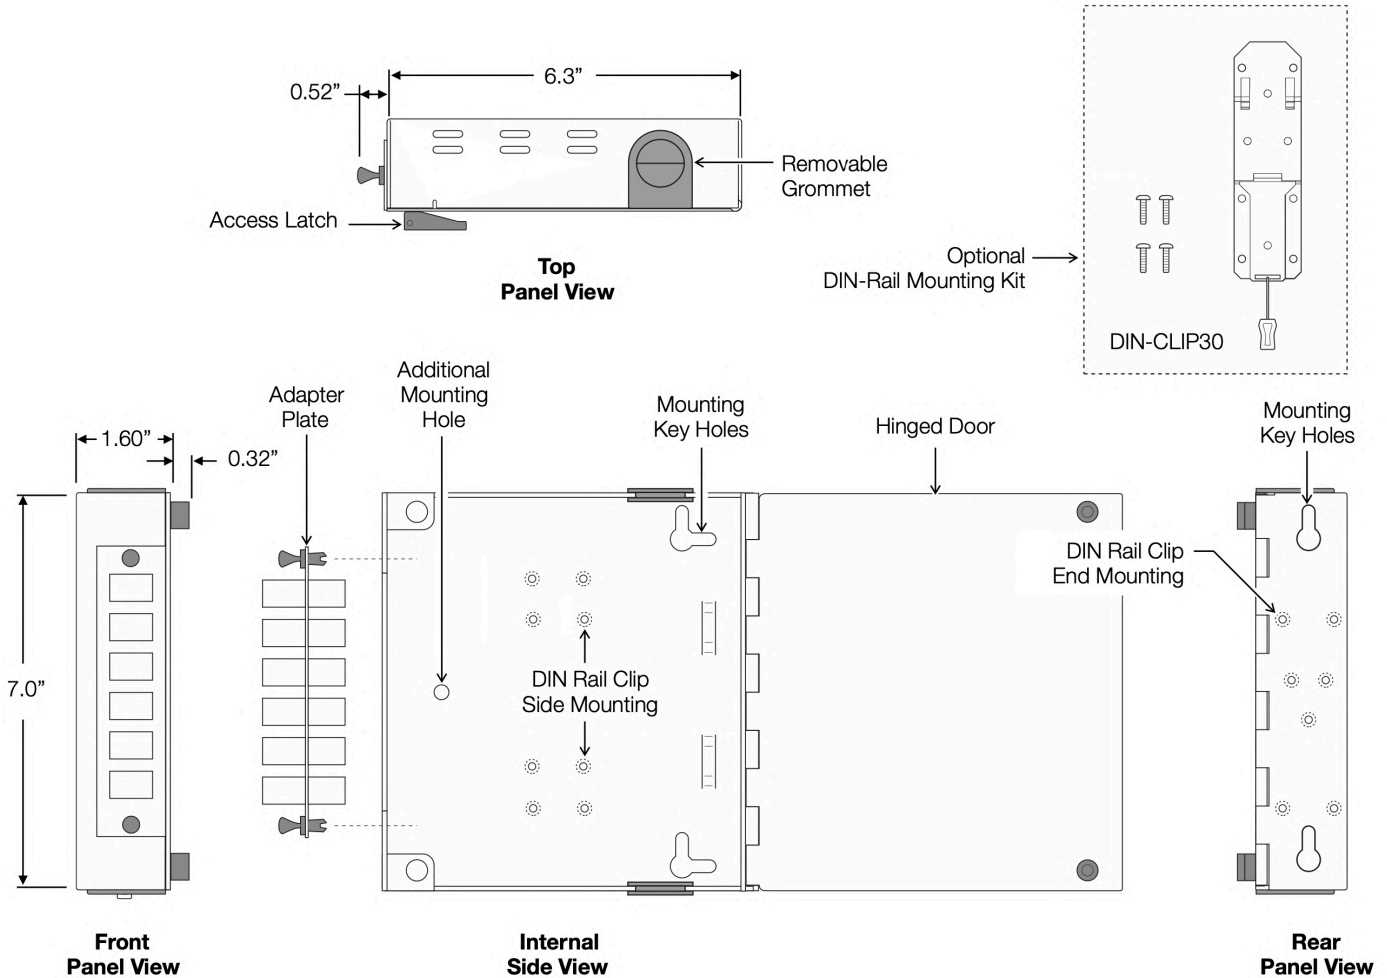 6.3”
0.52”
Removable
Grommet
Access Latch
Top
Panel View
Optional
DIN-Rail Mounting Kit
DIN-CLIP30
Adapter
Plate
Additional
Mounting
Hole
Mounting
Key Holes
Hinged Door
Mounting
Key Holes
1.60”
0.32”
7.0”
DIN Rail Clip
End Mounting
DIN Rail Clip
Side Mounting
Front
Panel View
Internal
Side View
Rear
Panel View